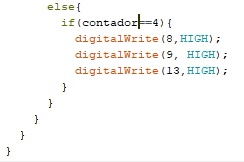 else{
if(contador==4){
digitalWrite(8,HIGH);
digitalWrite(9, HIGH);
digitalWrite(13,HIGH);
}
}
}
}
}